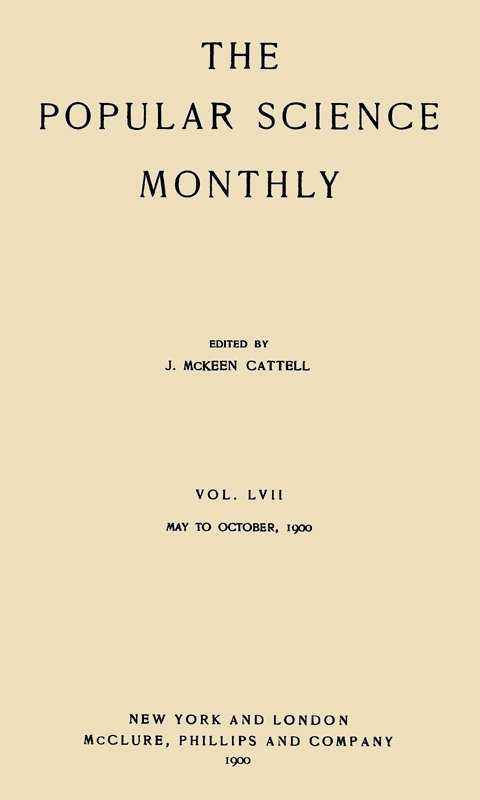 THE
POPULAR SCIENCE
MONTHLY
EDITED BY
J. McKEEN CATTELL
VOL. LVII
MAY TO OCTOBER, 1900
NEW YORK AND LONDON
McCLURE, PHILLIPS AND COMPANY
1900